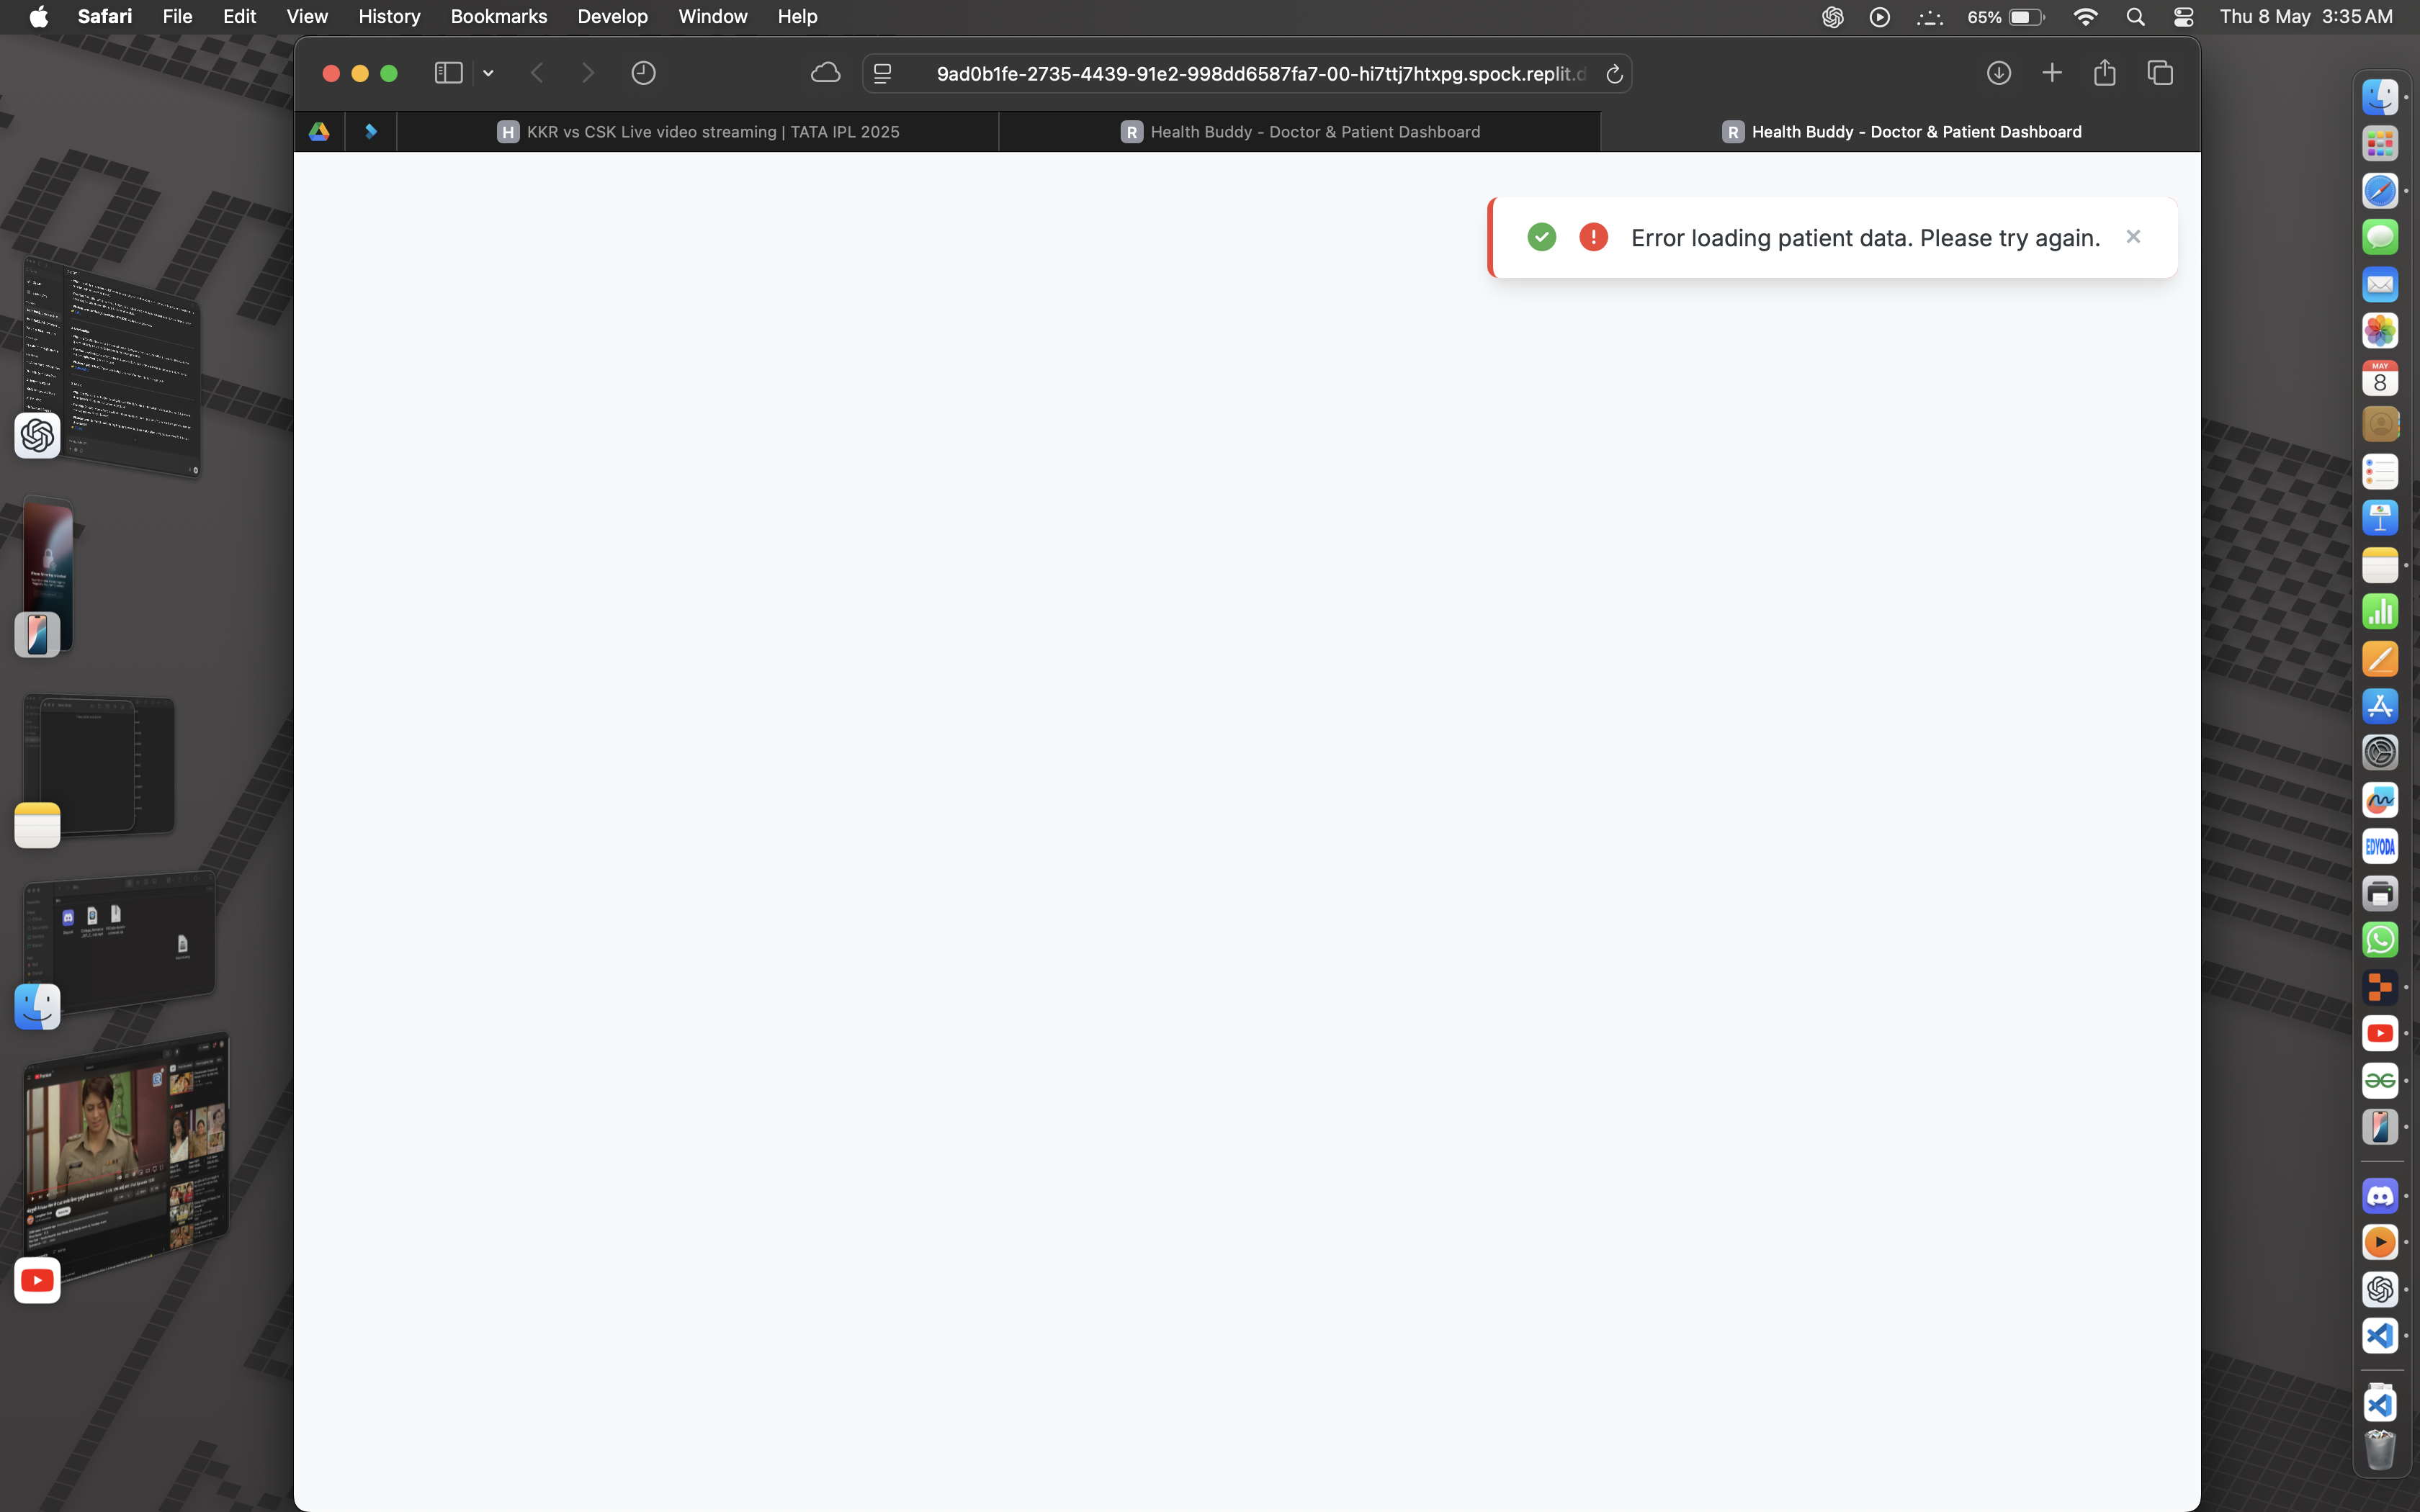 Safari File Edit View History Bookmarks Develop Window Help
65% Thu 8 May 3:35 AM
9ad0b1fe-2735-4439-91e2-998dd6587fa7-00-hi7ttj7htxpg.spock.replit.d
H KKR vs CSK Live video streaming | TATA IPL 2025
R Health Buddy - Doctor & Patient Dashboard
R Health Buddy - Doctor & Patient Dashboard
Error loading patient data. Please try again.
MAY
8
EDYODA